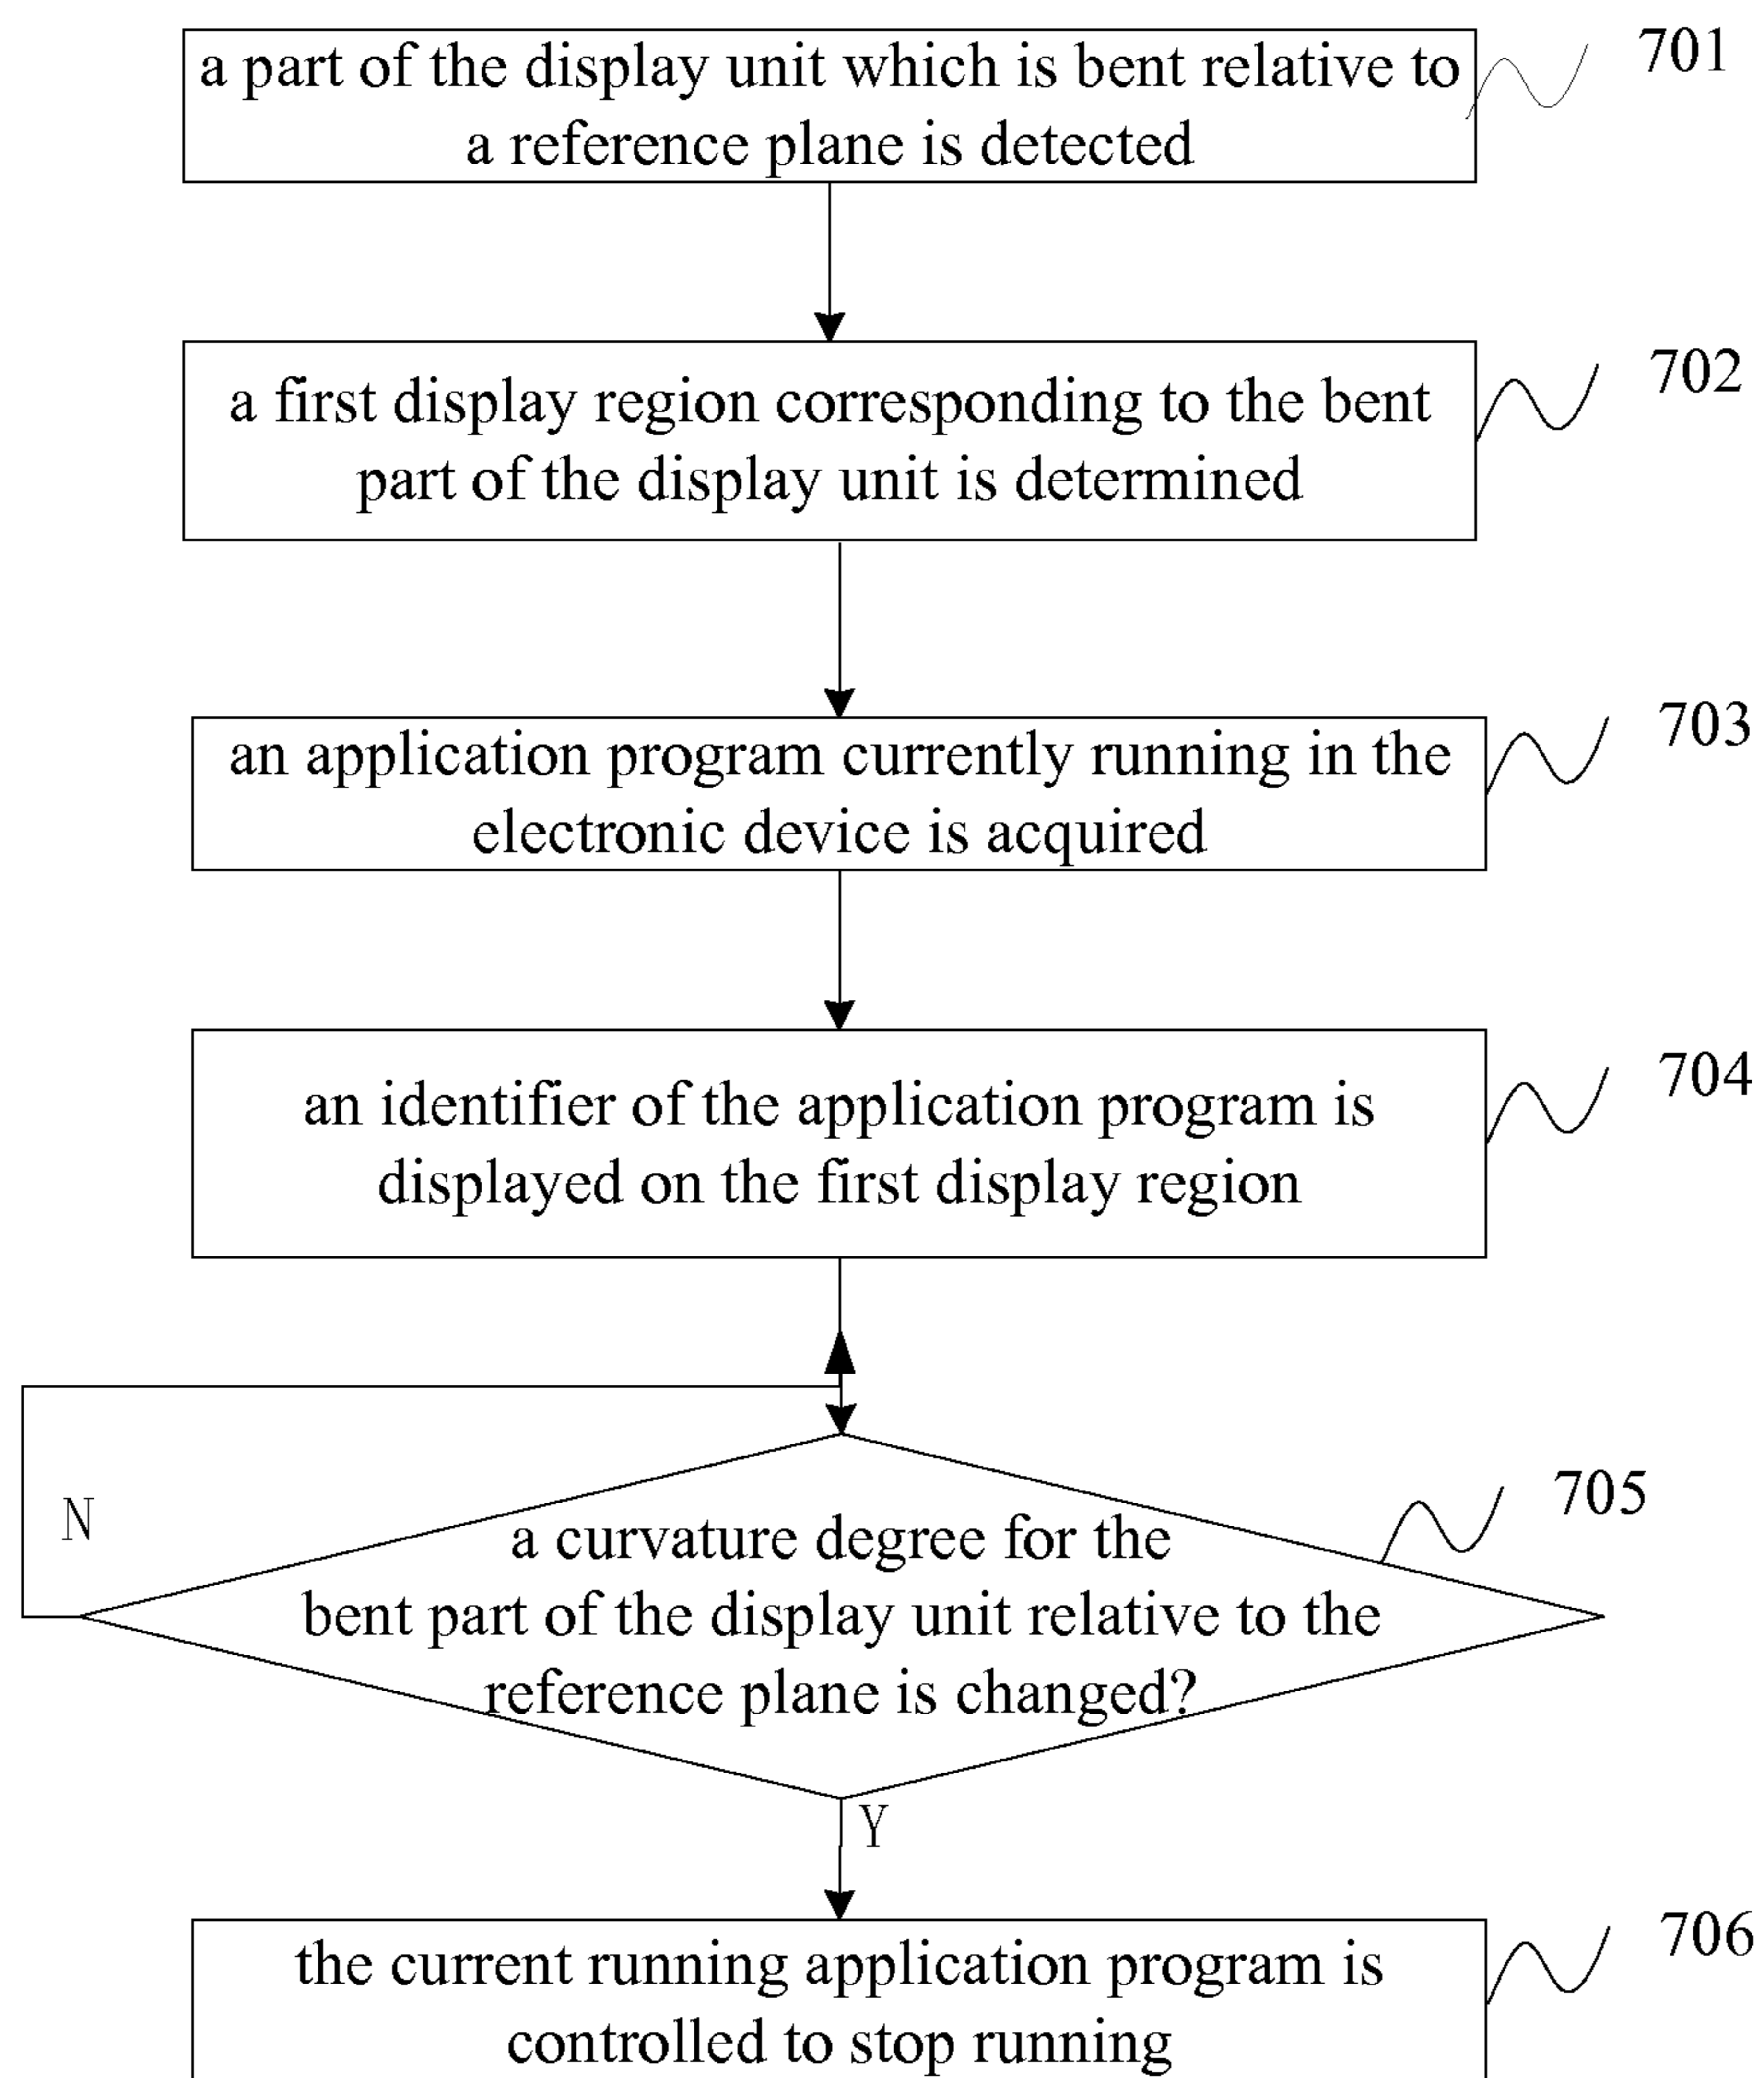 a part of the display unit which is bent relative to
a reference plane is detected
701
a first display region corresponding to the bent
part of the display unit is determined
702
an application program currently running in the
electronic device is acquired
703
an identifier of the application program is
displayed on the first display region
704
N
a curvature degree for the
bent part of the display unit relative to the
reference plane is changed?
705
Y
the current running application program is
controlled to stop running
706